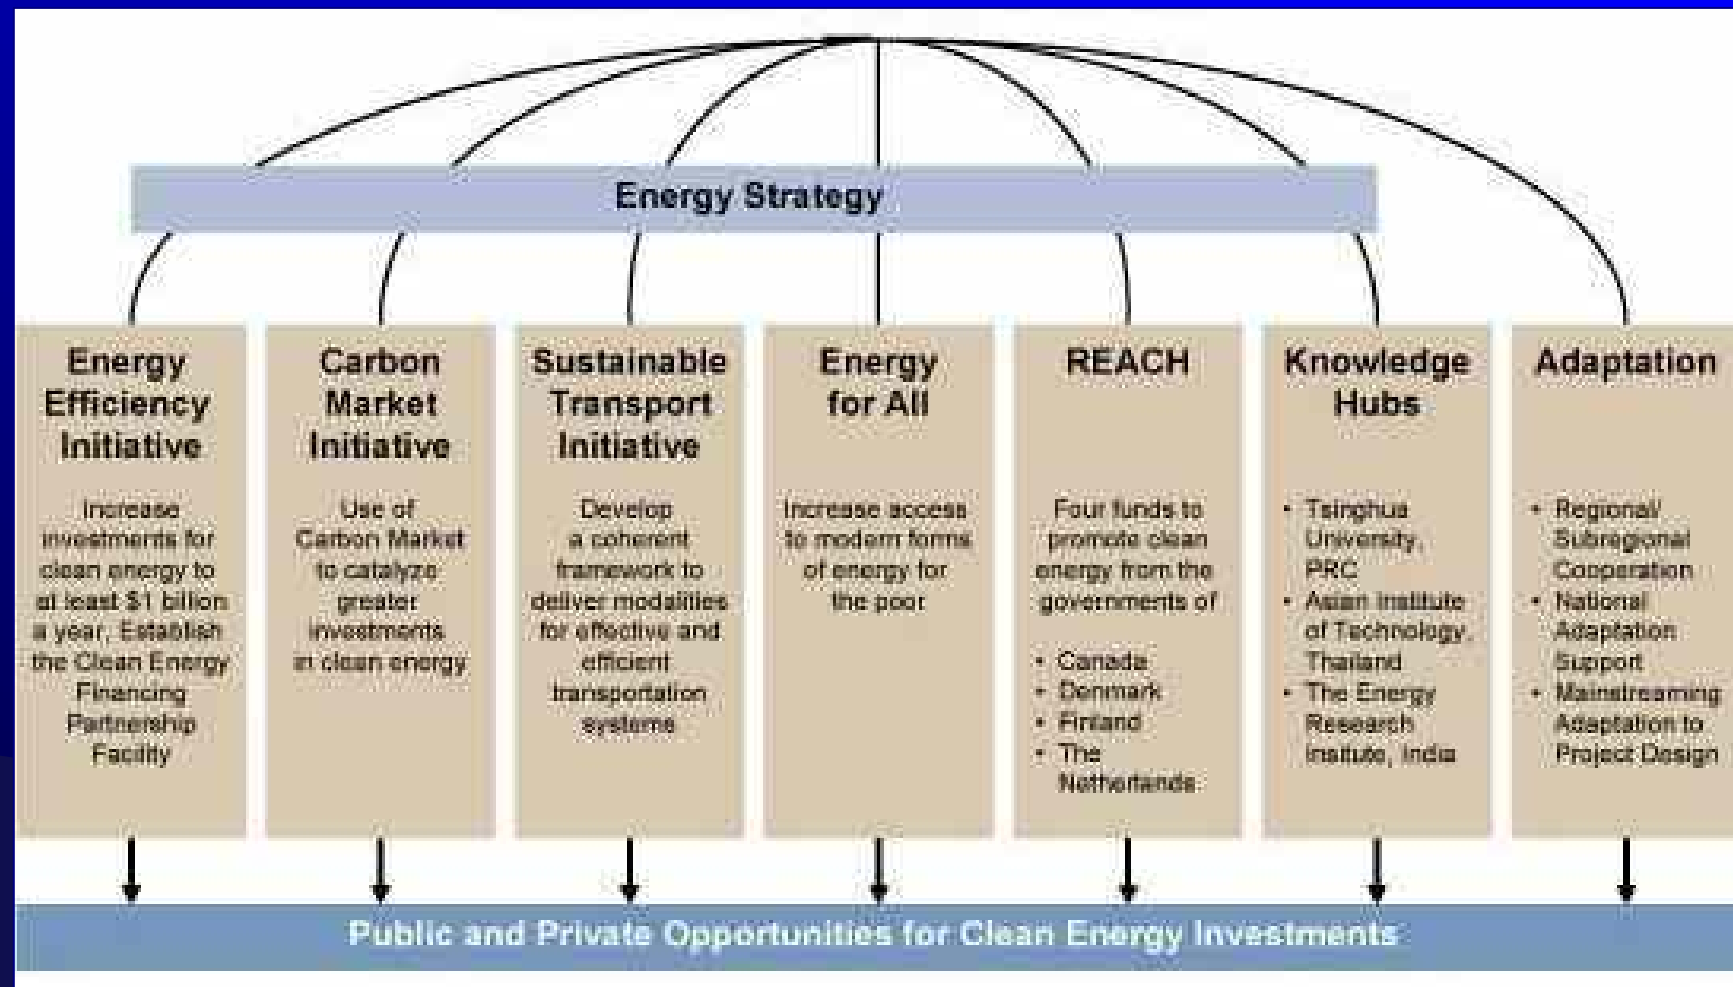 Energy Strategy
Energy
Efficiency
Initiative
Increase
investments for
clean energy to
at least $1 billion
a year, Establish
the Clean Energy
Financing
Partnership
Facility
Carbon
Market
Initiative
Use of
Carbon Market
to catalyze
greater
investments
in clean energy
Sustainable
Transport
Initiative
Develop
a coherent
framework to
deliver modalities
for effective and
efficient
transportation
systems
Energy
for All
Increase access
to modern forms
of energy for
the poor
REACH
Four funds to
promote clean
energy from the
governments of
• Canada
• Denmark
• Finland
• The
Netherlands
Knowledge
Hubs
• Tsinghua
University,
PRC
• Asian Institute
of Technology,
Thailand
• The Energy
Research
Insitute, India
Adaptation
• Regional/
Subregional
Cooperation
• National
Adaptation
Support
• Mainstreaming
Adaptation to
Project Design
Public and Private Opportunities for Clean Energy Investments